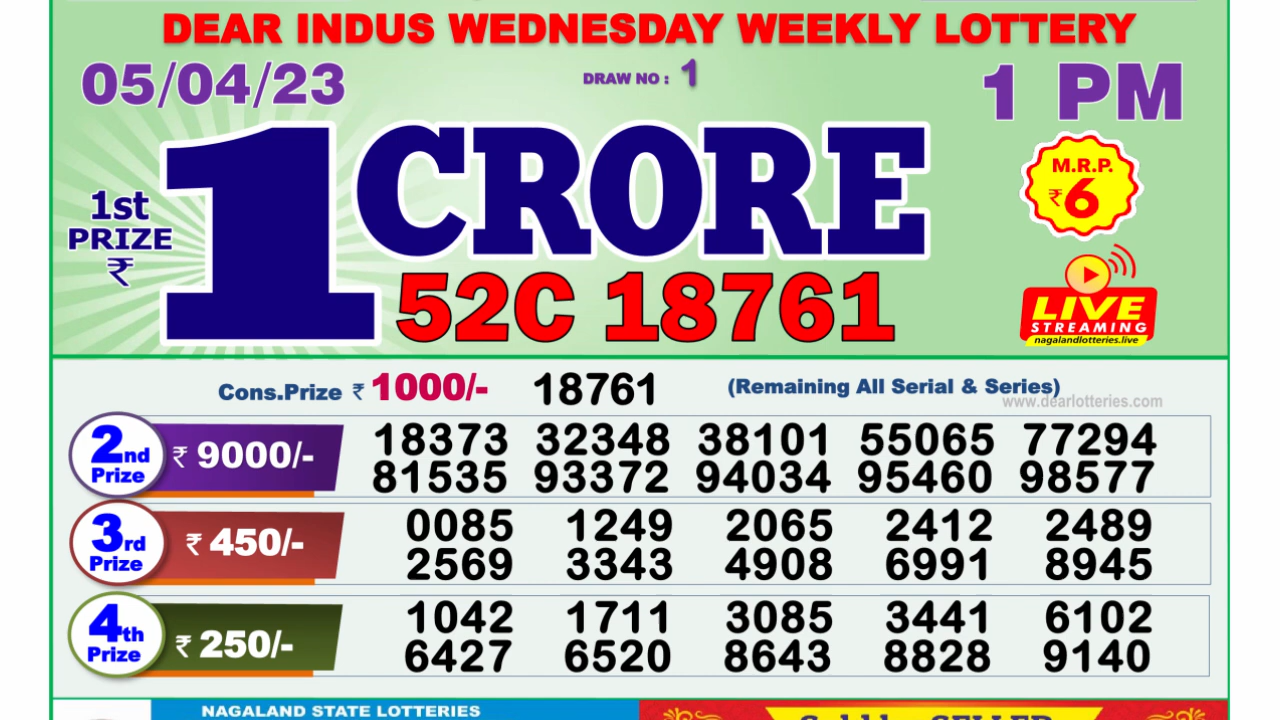 DEAR INDUS WEDNESDAY WEEKLY LOTTERY
05/04/23
DRAW NO : 1
1 PM
1st
PRIZE
₹
1 CRORE
52C 18761
M.R.P.
₹6
LIVE
STREAMING
nagalandlotteries.live
Cons.Prize ₹ 1000/- 18761 (Remaining All Serial & Series)
www.dearlotteries.com
2nd
Prize
₹ 9000/-
18373 32348 38101 55065 77294
81535 93372 94034 95460 98577
3rd
Prize
₹ 450/-
0085 1249 2065 2412 2489
2569 3343 4908 6991 8945
4th
Prize
₹ 250/-
1042 1711 3085 3441 6102
6427 6520 8643 8828 9140
NAGALAND STATE LOTTERIES